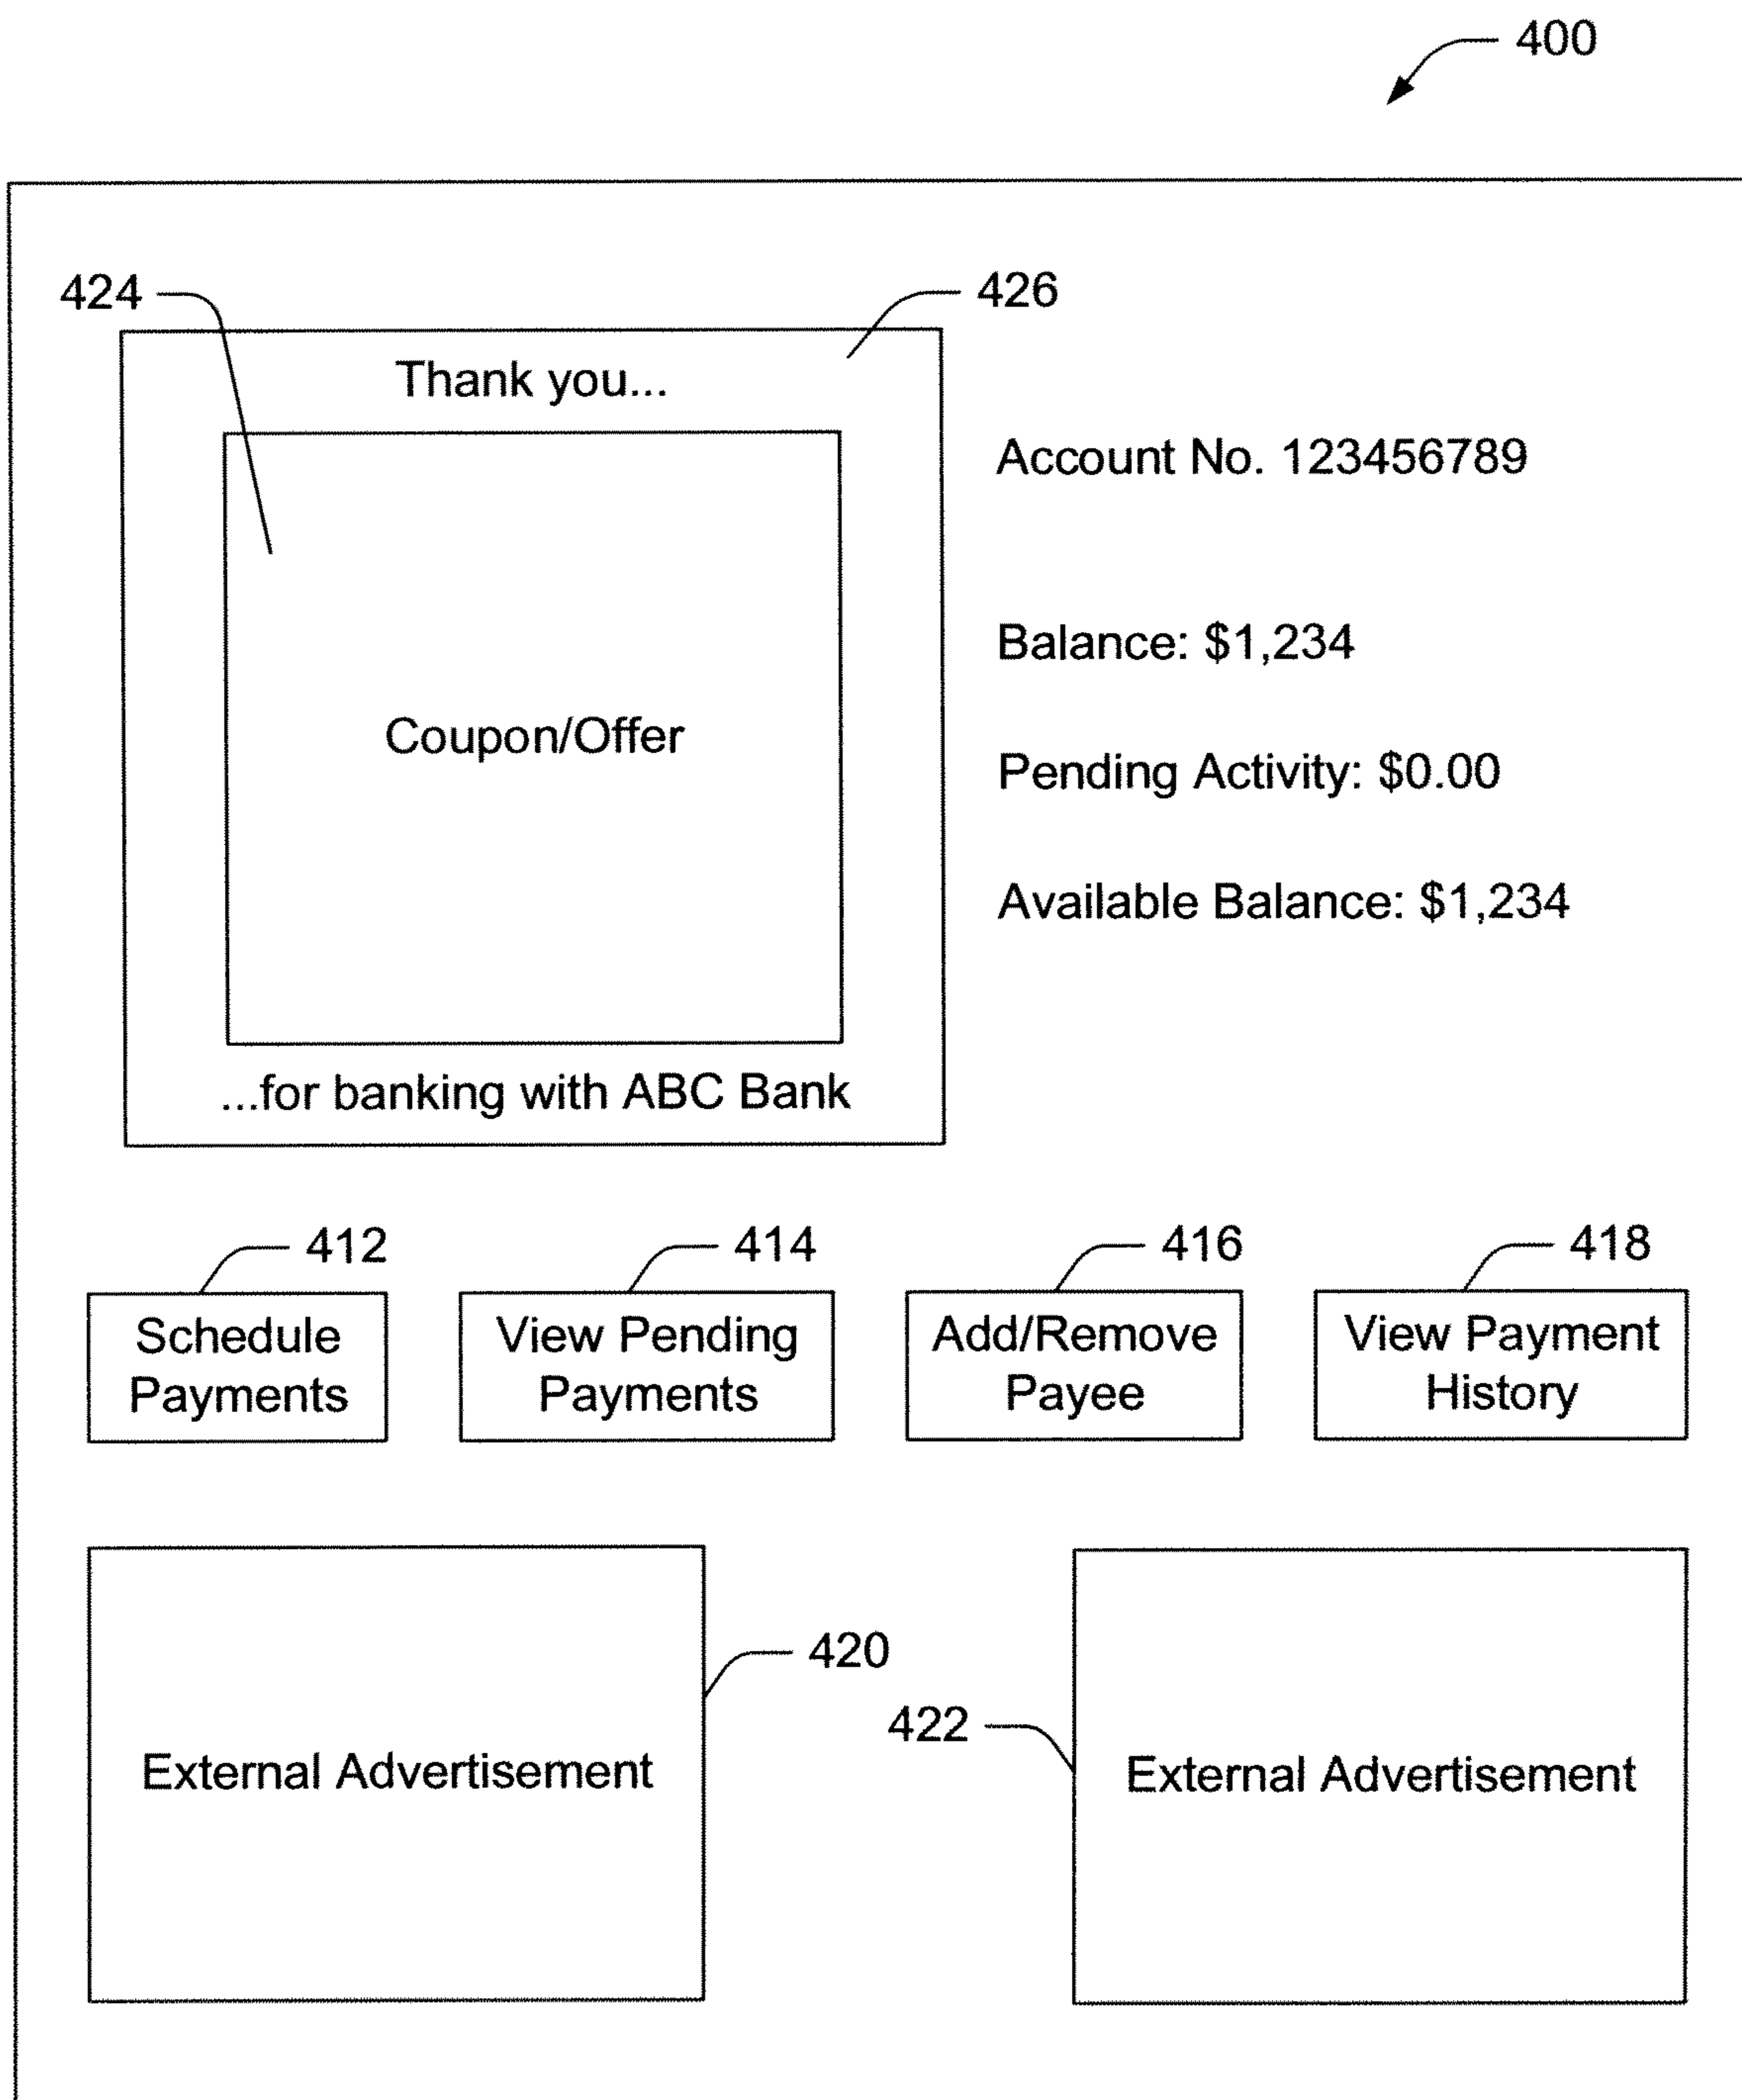 400
424
426
Thank you...
Coupon/Offer
...for banking with ABC Bank
Account No. 123456789
Balance: $1,234
Pending Activity: $0.00
Available Balance: $1,234
412
Schedule
Payments
414
View Pending
Payments
416
Add/Remove
Payee
418
View Payment
History
External Advertisement
420
422
External Advertisement